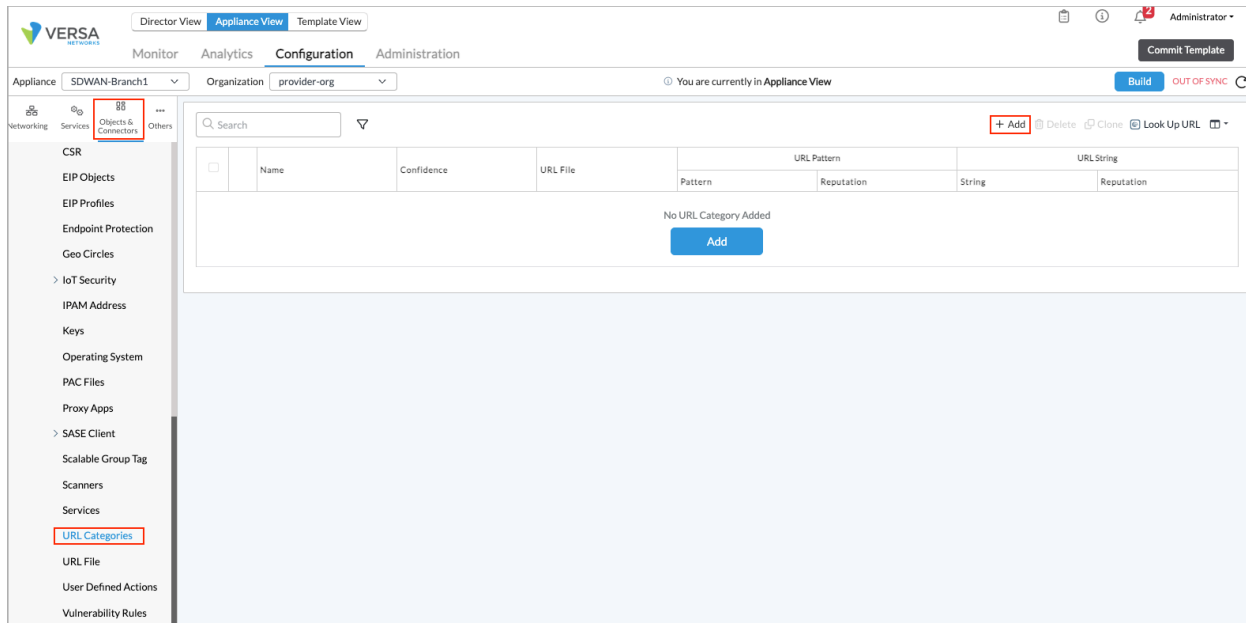 Director View Appliance View Template View
VERSA
NETWORKS
2
Administrator
Monitor Analytics Configuration Administration
Commit Template
Appliance SDWAN-Branch1 Organization provider-org
You are currently in Appliance View
Build OUT OF SYNC
Networking Services Objects & Connectors Others
Search
+ Add Delete Clone Look Up URL
CSR
EIP Objects
EIP Profiles
Endpoint Protection
Geo Circles
> IoT Security
IPAM Address
Keys
Operating System
PAC Files
Proxy Apps
> SASE Client
Scalable Group Tag
Scanners
Services
URL Categories
URL File
User Defined Actions
Vulnerability Rules
Name Confidence URL File URL Pattern URL String
Pattern Reputation String Reputation
No URL Category Added
Add